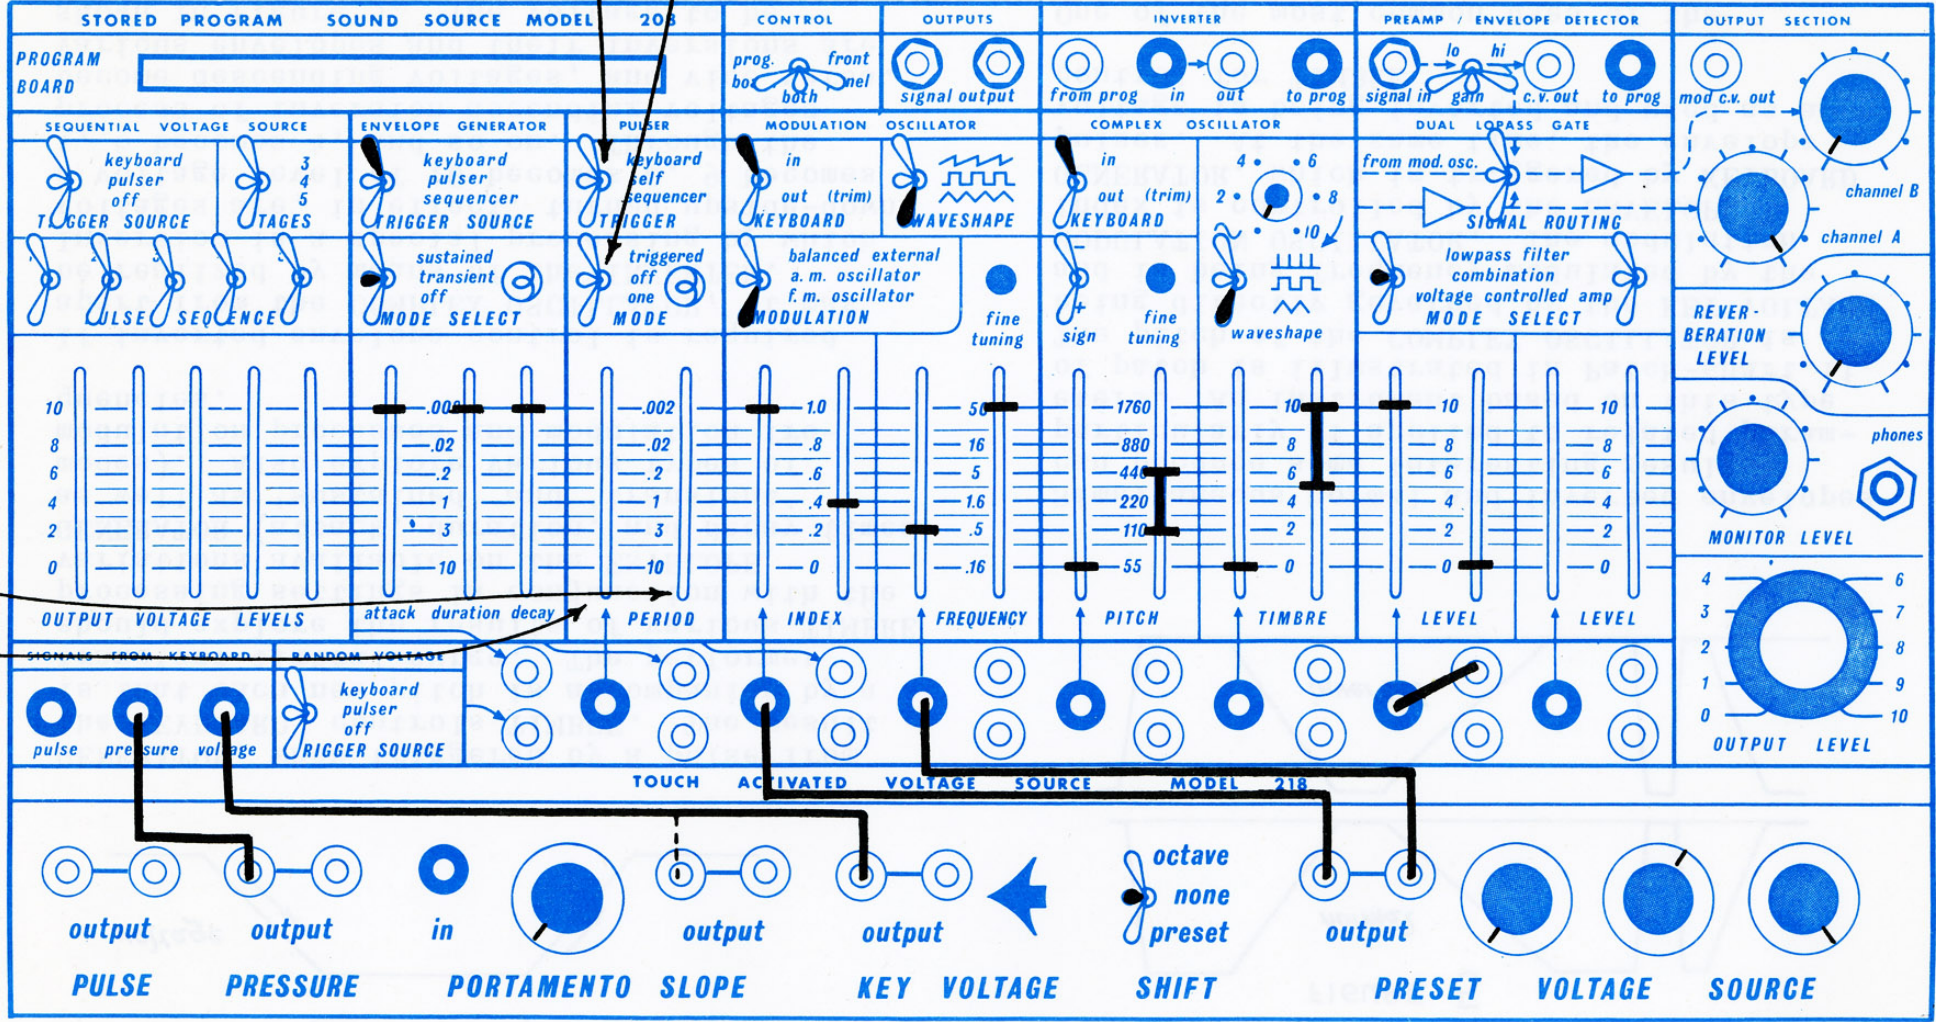 STORED PROGRAM SOUND SOURCE MODEL 208
CONTROL
OUTPUTS
INVERTER
PREAMP / ENVELOPE DETECTOR
OUTPUT SECTION
PROGRAM
BOARD
prog. front
both
signal output
from prog in out to prog
lo hi
signal in gain c.v. out to prog
mod c.v. out
channel B
channel A
SEQUENTIAL VOLTAGE SOURCE
keyboard
pulser
off
TRIGGER SOURCE
3
4
5
STAGES
PULSE SEQUENCE
ENVELOPE GENERATOR
keyboard
pulser
sequencer
TRIGGER SOURCE
sustained
transient
off
MODE SELECT
PULSER
keyboard
self
sequencer
TRIGGER
triggered
off
one
MODE
MODULATION OSCILLATOR
in
out (trim)
KEYBOARD
WAVESHAPE
balanced external
a.m. oscillator
f.m. oscillator
MODULATION
fine
tuning
COMPLEX OSCILLATOR
in
out (trim)
KEYBOARD
4 6
2 8
10
+
sign
fine
tuning
waveshape
DUAL LOPASS GATE
from mod. osc.
SIGNAL ROUTING
lowpass filter
combination
voltage controlled amp
MODE SELECT
REVER-
BERATION
LEVEL
phones
MONITOR LEVEL
10 .002 .002 1.0 50 1760 10 10 10
8 .02 .02 .8 16 880 8 8 8
6 .2 .2 .6 5 440 6 6 6
4 1 1 .4 1.6 220 4 4 4
2 3 3 .2 .5 110 2 2 2
0 10 10 0 .16 55 0 0 0
OUTPUT VOLTAGE LEVELS
attack duration decay
PERIOD
INDEX
FREQUENCY
PITCH
TIMBRE
LEVEL
LEVEL
4 6
3 7
2 8
1 9
0 10
OUTPUT LEVEL
SIGNALS FROM KEYBOARD
pulse pressure voltage
RANDOM VOLTAGE
keyboard
pulser
off
TRIGGER SOURCE
TOUCH ACTIVATED VOLTAGE SOURCE MODEL 218
octave
none
preset
output output in output output output
PULSE PRESSURE PORTAMENTO SLOPE KEY VOLTAGE SHIFT PRESET VOLTAGE SOURCE